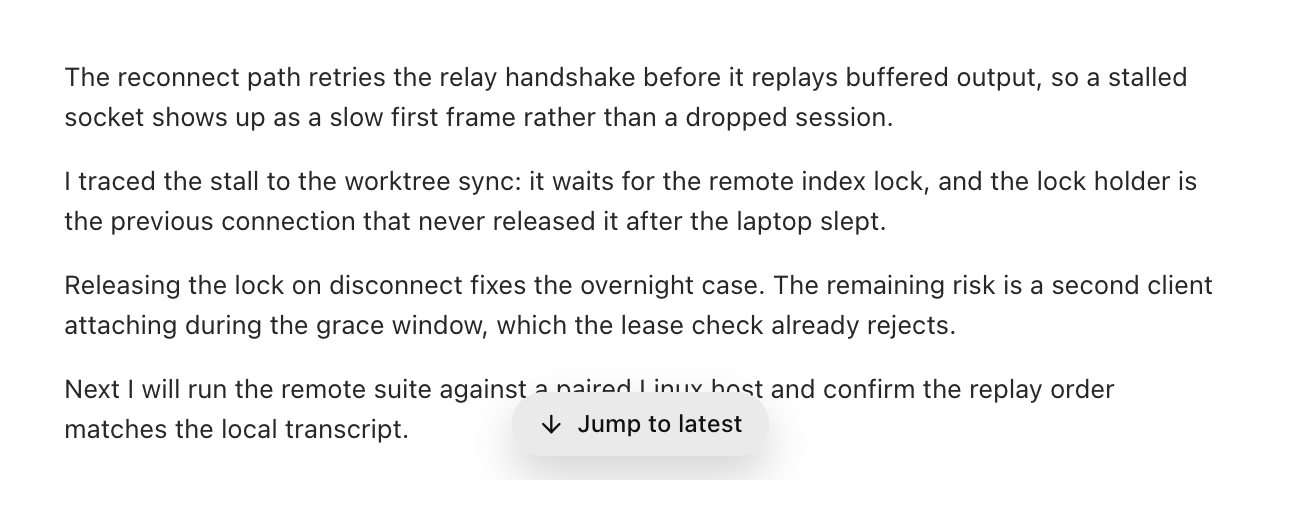 The reconnect path retries the relay handshake before it replays buffered output, so a stalled
socket shows up as a slow first frame rather than a dropped session.
I traced the stall to the worktree sync: it waits for the remote index lock, and the lock holder is
the previous connection that never released it after the laptop slept.
Releasing the lock on disconnect fixes the overnight case. The remaining risk is a second client
attaching during the grace window, which the lease check already rejects.
Next I will run the remote suite against a paired Linux host and confirm the replay order
matches the local transcript.
Jump to latest